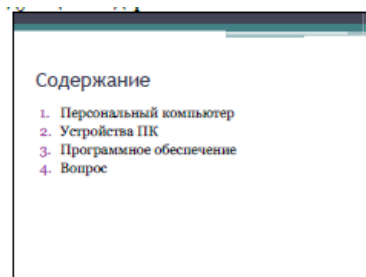 Содержание
1. Персональный компьютер
2. Устройства ПК
3. Программное обеспечение
4. Вопрос